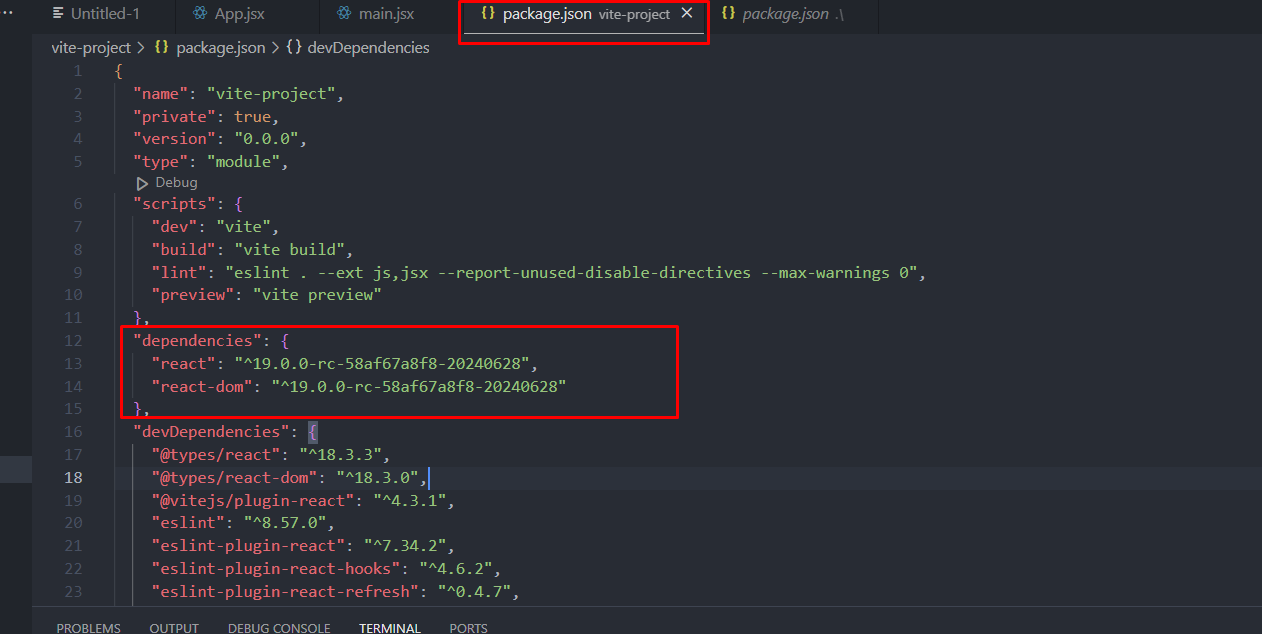 Untitled-1 App.jsx main.jsx {} package.json vite-project × {} package.json .\
vite-project > {} package.json > {} devDependencies
1 {
2 "name": "vite-project",
3 "private": true,
4 "version": "0.0.0",
5 "type": "module",
Debug
6 "scripts": {
7 "dev": "vite",
8 "build": "vite build",
9 "lint": "eslint . --ext js,jsx --report-unused-disable-directives --max-warnings 0",
10 "preview": "vite preview"
11 },
12 "dependencies": {
13 "react": "^19.0.0-rc-58af67a8f8-20240628",
14 "react-dom": "^19.0.0-rc-58af67a8f8-20240628"
15 },
16 "devDependencies": {
17 "@types/react": "^18.3.3",
18 "@types/react-dom": "^18.3.0",
19 "@vitejs/plugin-react": "^4.3.1",
20 "eslint": "^8.57.0",
21 "eslint-plugin-react": "^7.34.2",
22 "eslint-plugin-react-hooks": "^4.6.2",
23 "eslint-plugin-react-refresh": "^0.4.7",
PROBLEMS OUTPUT DEBUG CONSOLE TERMINAL PORTS